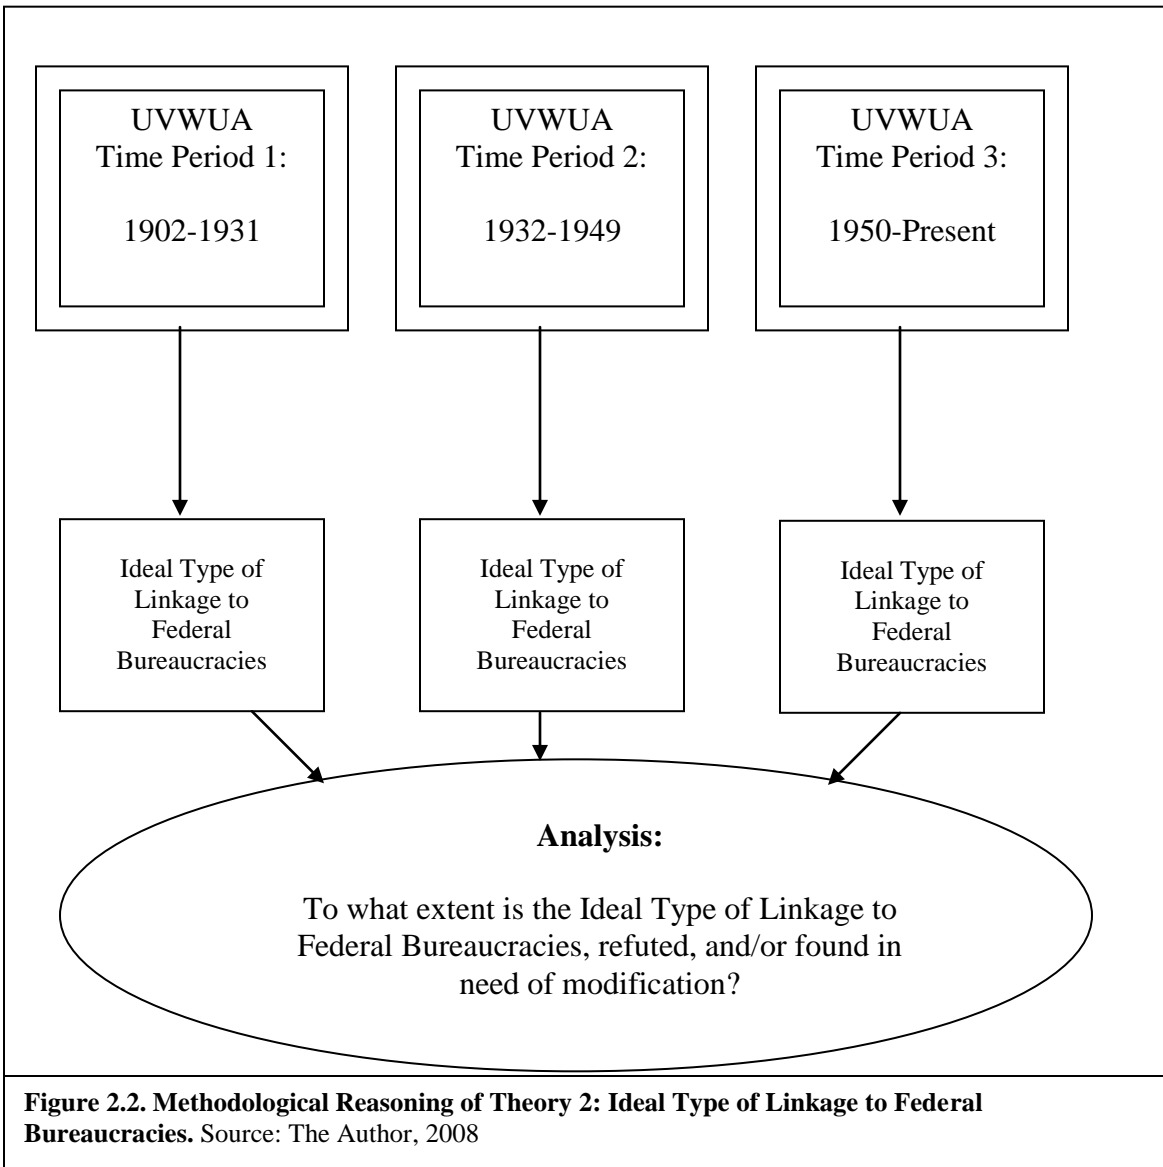 UVWUA
Time Period 1:
1902-1931
UVWUA
Time Period 2:
1932-1949
UVWUA
Time Period 3:
1950-Present
Ideal Type of
Linkage to
Federal
Bureaucracies
Ideal Type of
Linkage to
Federal
Bureaucracies
Ideal Type of
Linkage to
Federal
Bureaucracies
Analysis:
To what extent is the Ideal Type of Linkage to
Federal Bureaucracies, refuted, and/or found in
need of modification?
Figure 2.2. Methodological Reasoning of Theory 2: Ideal Type of Linkage to Federal
Bureaucracies. Source: The Author, 2008